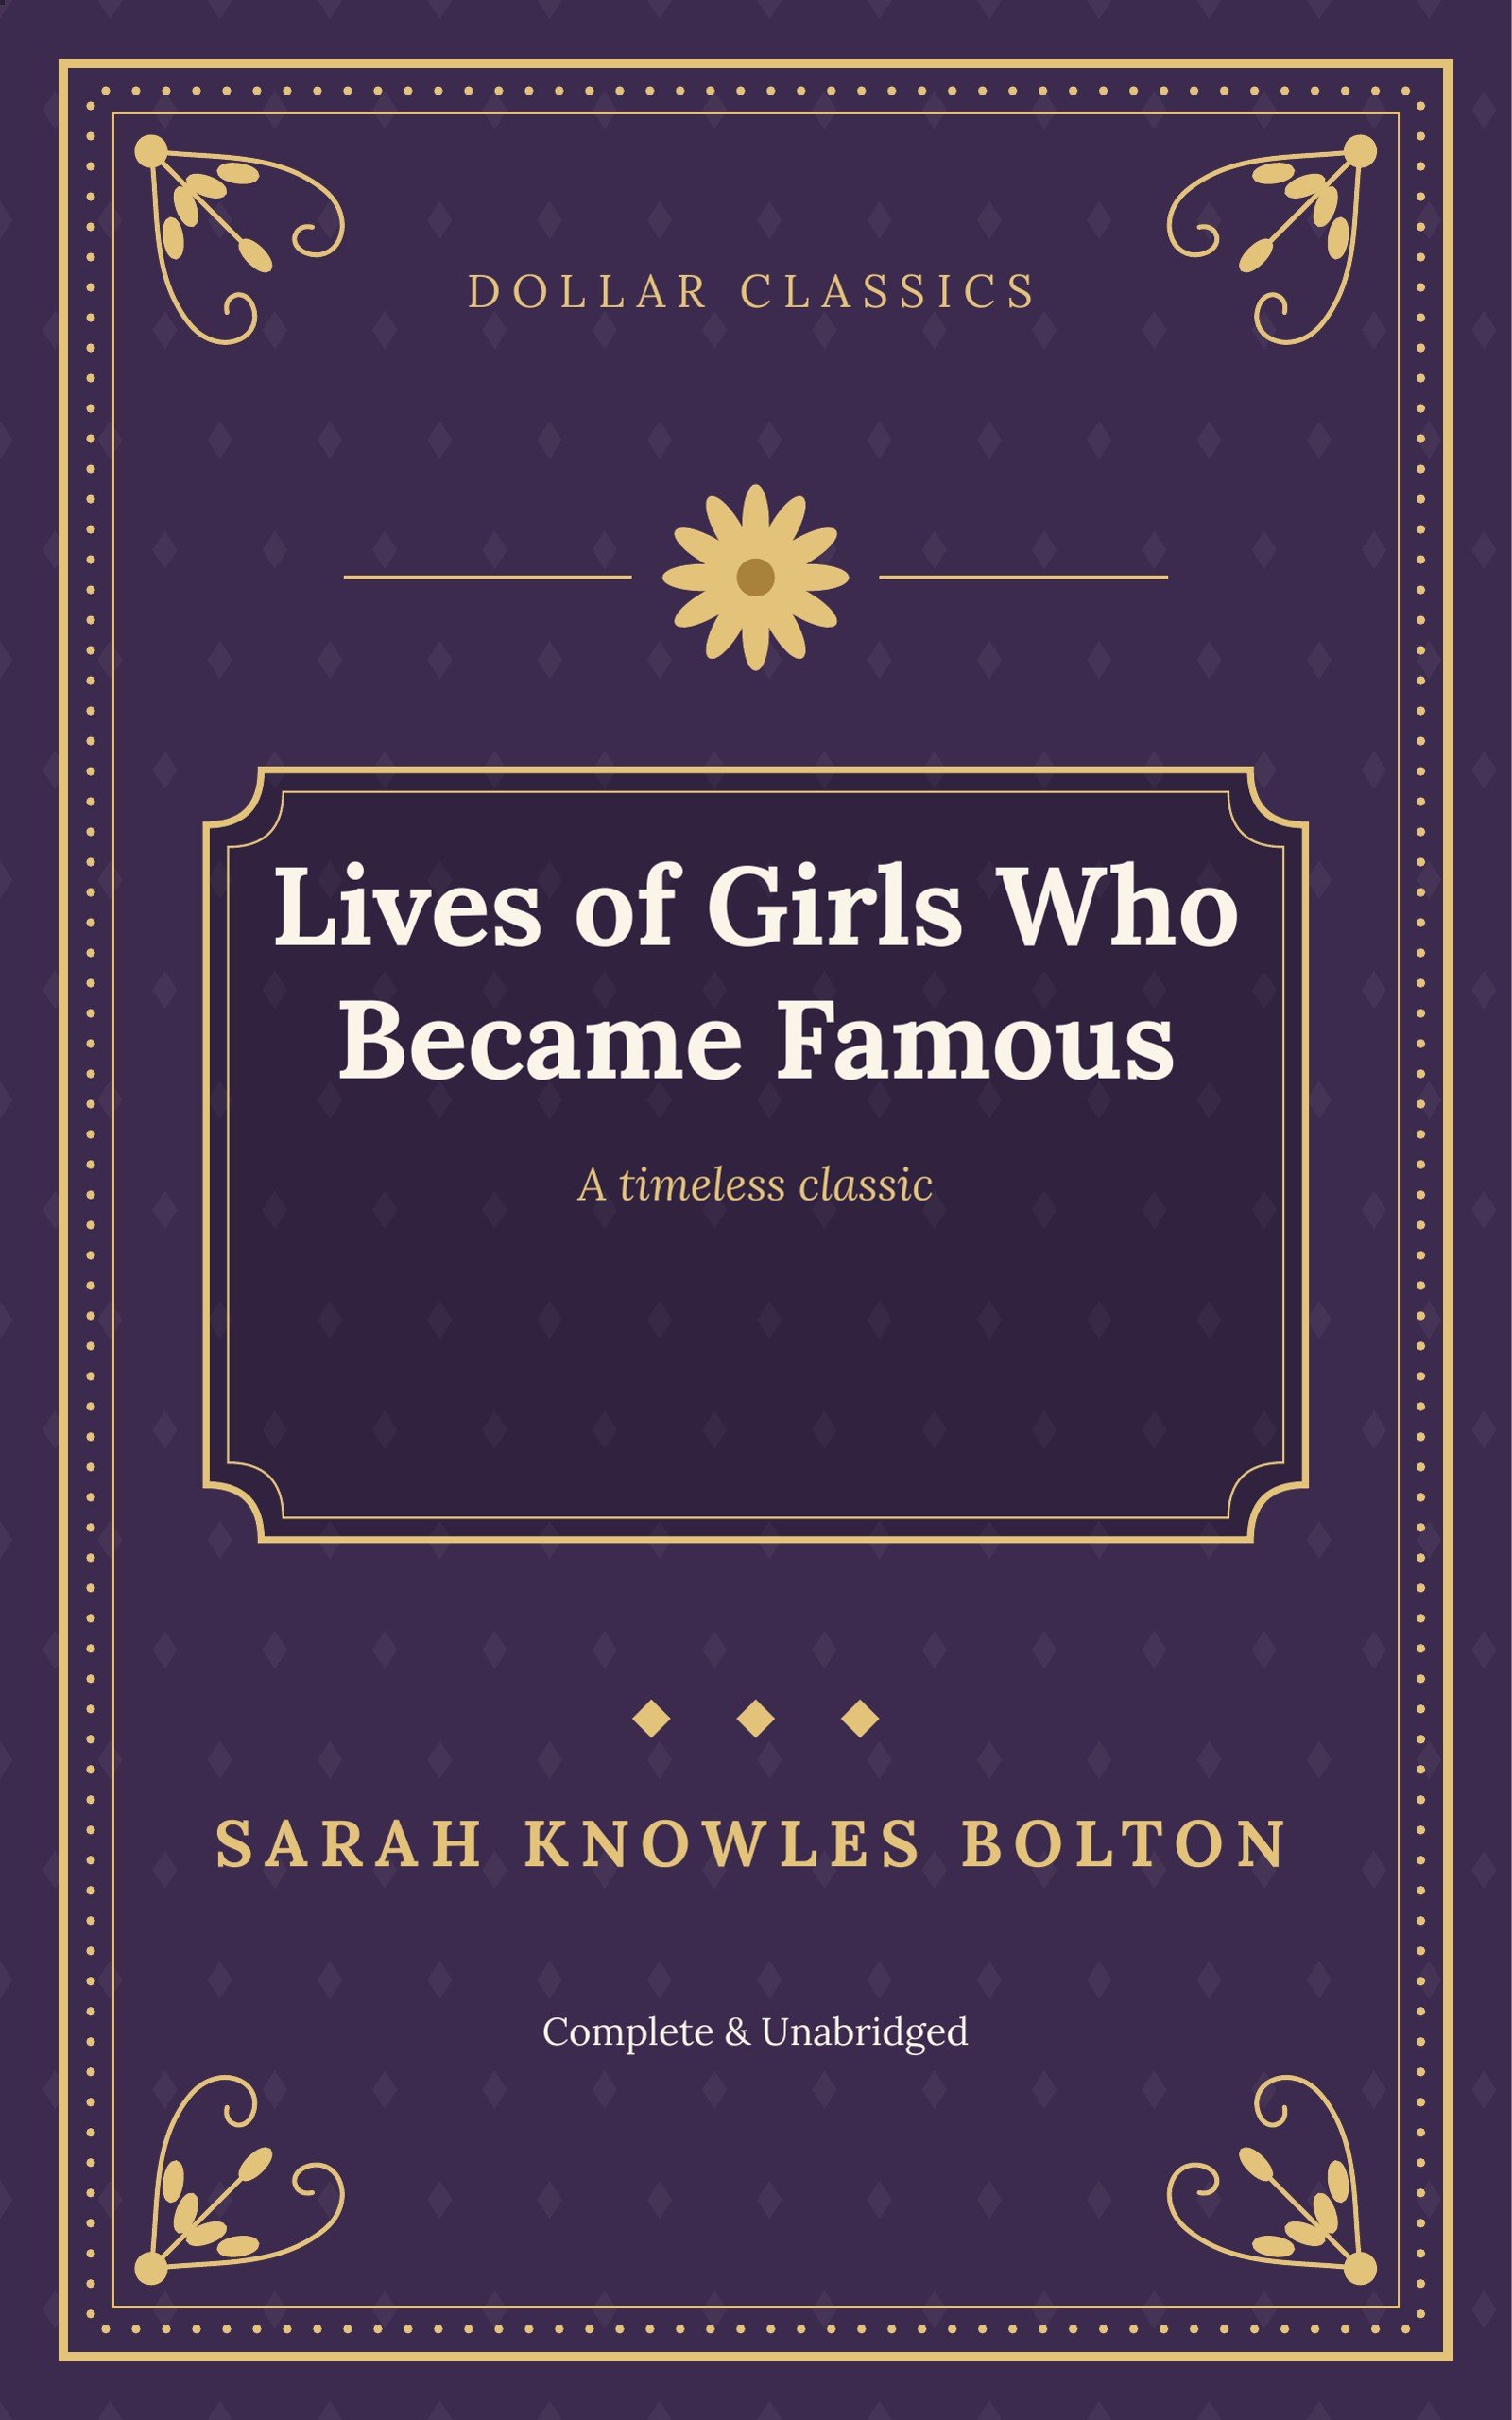 DOLLAR CLASSICS
Lives of Girls Who
Became Famous
A timeless classic
SARAH KNOWLES BOLTON
Complete & Unabridged